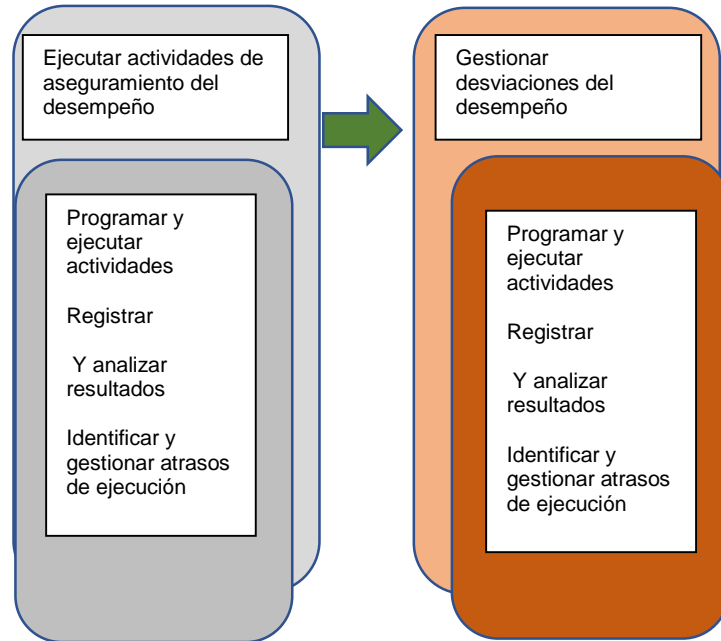 Ejecutar actividades de
aseguramiento del
desempeño
Programar y
ejecutar
actividades
Registrar
Y analizar
resultados
Identificar y
gestionar atrasos
de ejecución
Gestionar
desviaciones del
desempeño
Programar y
ejecutar
actividades
Registrar
Y analizar
resultados
Identificar y
gestionar atrasos
de ejecución